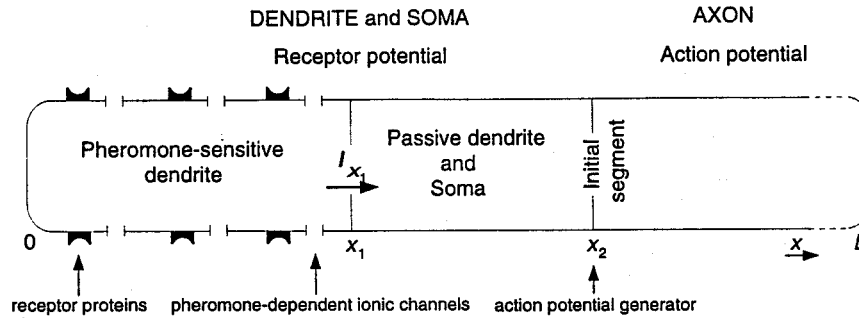 DENDRITE and SOMA AXON
Receptor potential Action potential
Pheromone-sensitive
dendrite
I x₁
Passive dendrite
and
Soma
Initial
segment
0 x₁ x₂ x L
receptor proteins pheromone-dependent ionic channels action potential generator